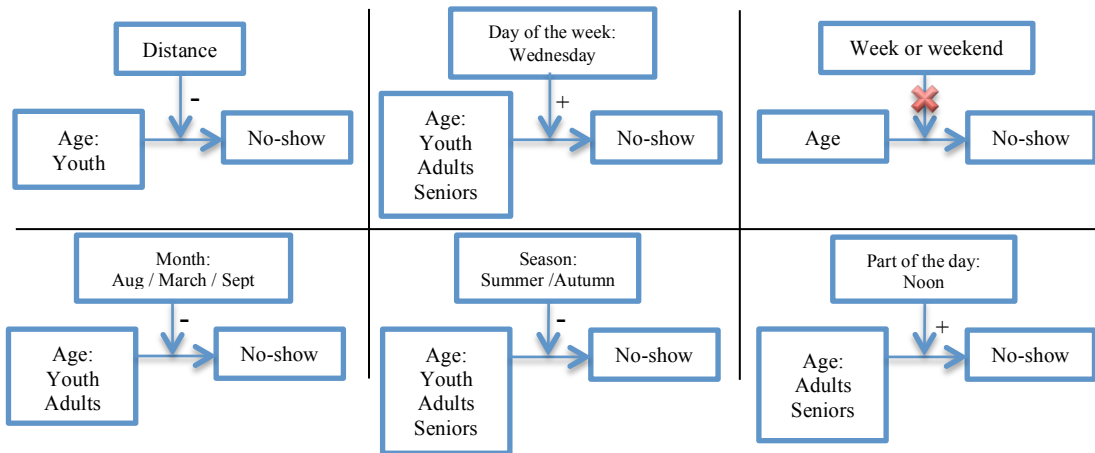 Distance
-
Age:
Youth
No-show
Day of the week:
Wednesday
+
Age:
Youth
Adults
Seniors
No-show
Week or weekend
Age
No-show
Month:
Aug / March / Sept
-
Age:
Youth
Adults
No-show
Season:
Summer /Autumn
-
Age:
Youth
Adults
Seniors
No-show
Part of the day:
Noon
+
Age:
Adults
Seniors
No-show